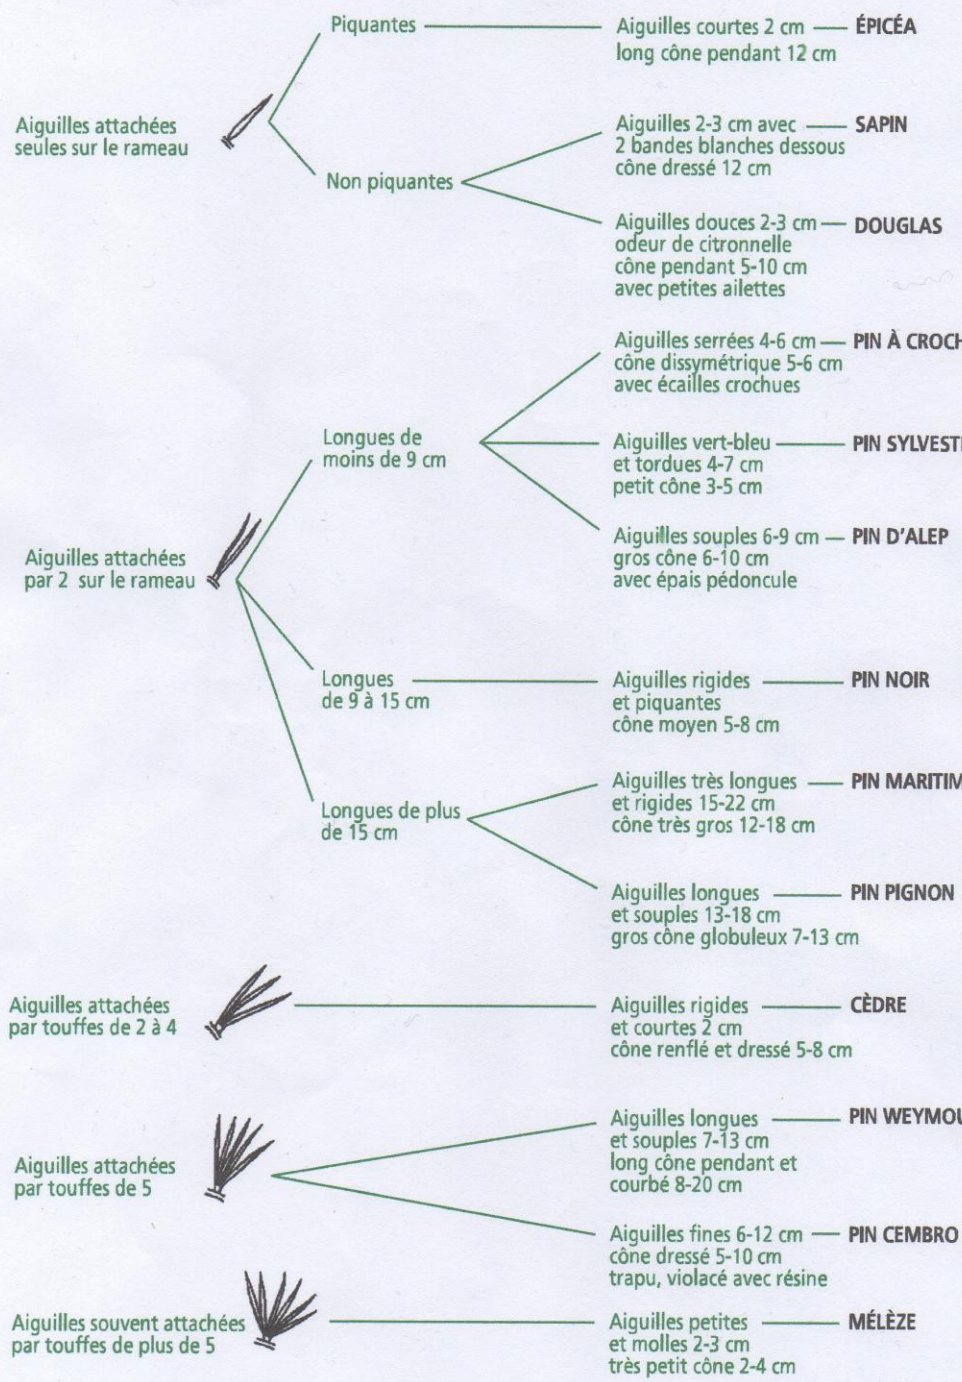 Piquantes
Aiguilles courtes 2 cm
long cône pendant 12 cm
ÉPICÉA
Aiguilles attachées
seules sur le rameau
Non piquantes
Aiguilles 2-3 cm avec
2 bandes blanches dessous
cône dressé 12 cm
SAPIN
Aiguilles douces 2-3 cm
odeur de citronnelle
cône pendant 5-10 cm
avec petites ailettes
DOUGLAS
Aiguilles attachées
par 2 sur le rameau
Longues de
moins de 9 cm
Aiguilles serrées 4-6 cm
cône dissymétrique 5-6 cm
avec écailles crochues
PIN À CROCH
Aiguilles vert-bleu
et tordues 4-7 cm
petit cône 3-5 cm
PIN SYLVEST
Aiguilles souples 6-9 cm
gros cône 6-10 cm
avec épais pédoncule
PIN D'ALEP
Longues
de 9 à 15 cm
Aiguilles rigides
et piquantes
cône moyen 5-8 cm
PIN NOIR
Longues de plus
de 15 cm
Aiguilles très longues
et rigides 15-22 cm
cône très gros 12-18 cm
PIN MARITIM
Aiguilles longues
et souples 13-18 cm
gros cône globuleux 7-13 cm
PIN PIGNON
Aiguilles attachées
par touffes de 2 à 4
Aiguilles rigides
et courtes 2 cm
cône renflé et dressé 5-8 cm
CÈDRE
Aiguilles attachées
par touffes de 5
Aiguilles longues
et souples 7-13 cm
long cône pendant et
courbé 8-20 cm
PIN WEYMOU
Aiguilles fines 6-12 cm
cône dressé 5-10 cm
trapu, violacé avec résine
PIN CEMBRO
Aiguilles souvent attachées
par touffes de plus de 5
Aiguilles petites
et molles 2-3 cm
très petit cône 2-4 cm
MÉLÈZE